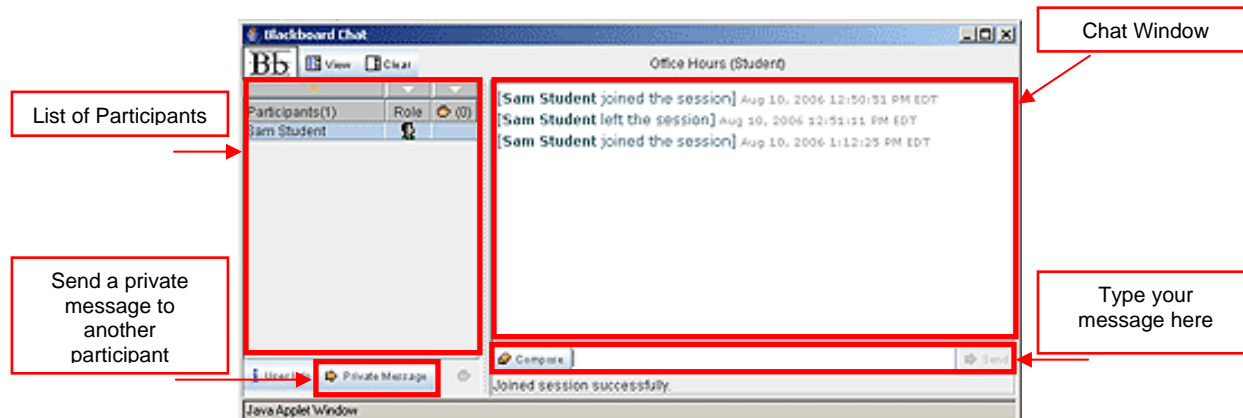 Blackboard Chat
Chat Window
Bb View Clear
Office Hours (Student)
List of Participants
Participants(1) Role (0)
Sam Student
[Sam Student joined the session] Aug 10, 2006 12:50:51 PM EDT
[Sam Student left the session] Aug 10, 2006 12:51:11 PM EDT
[Sam Student joined the session] Aug 10, 2006 1:12:25 PM EDT
Send a private
message to
another
participant
Type your
message here
Compose
Send
User Info
Private Message
Joined session successfully.
Java Applet Window